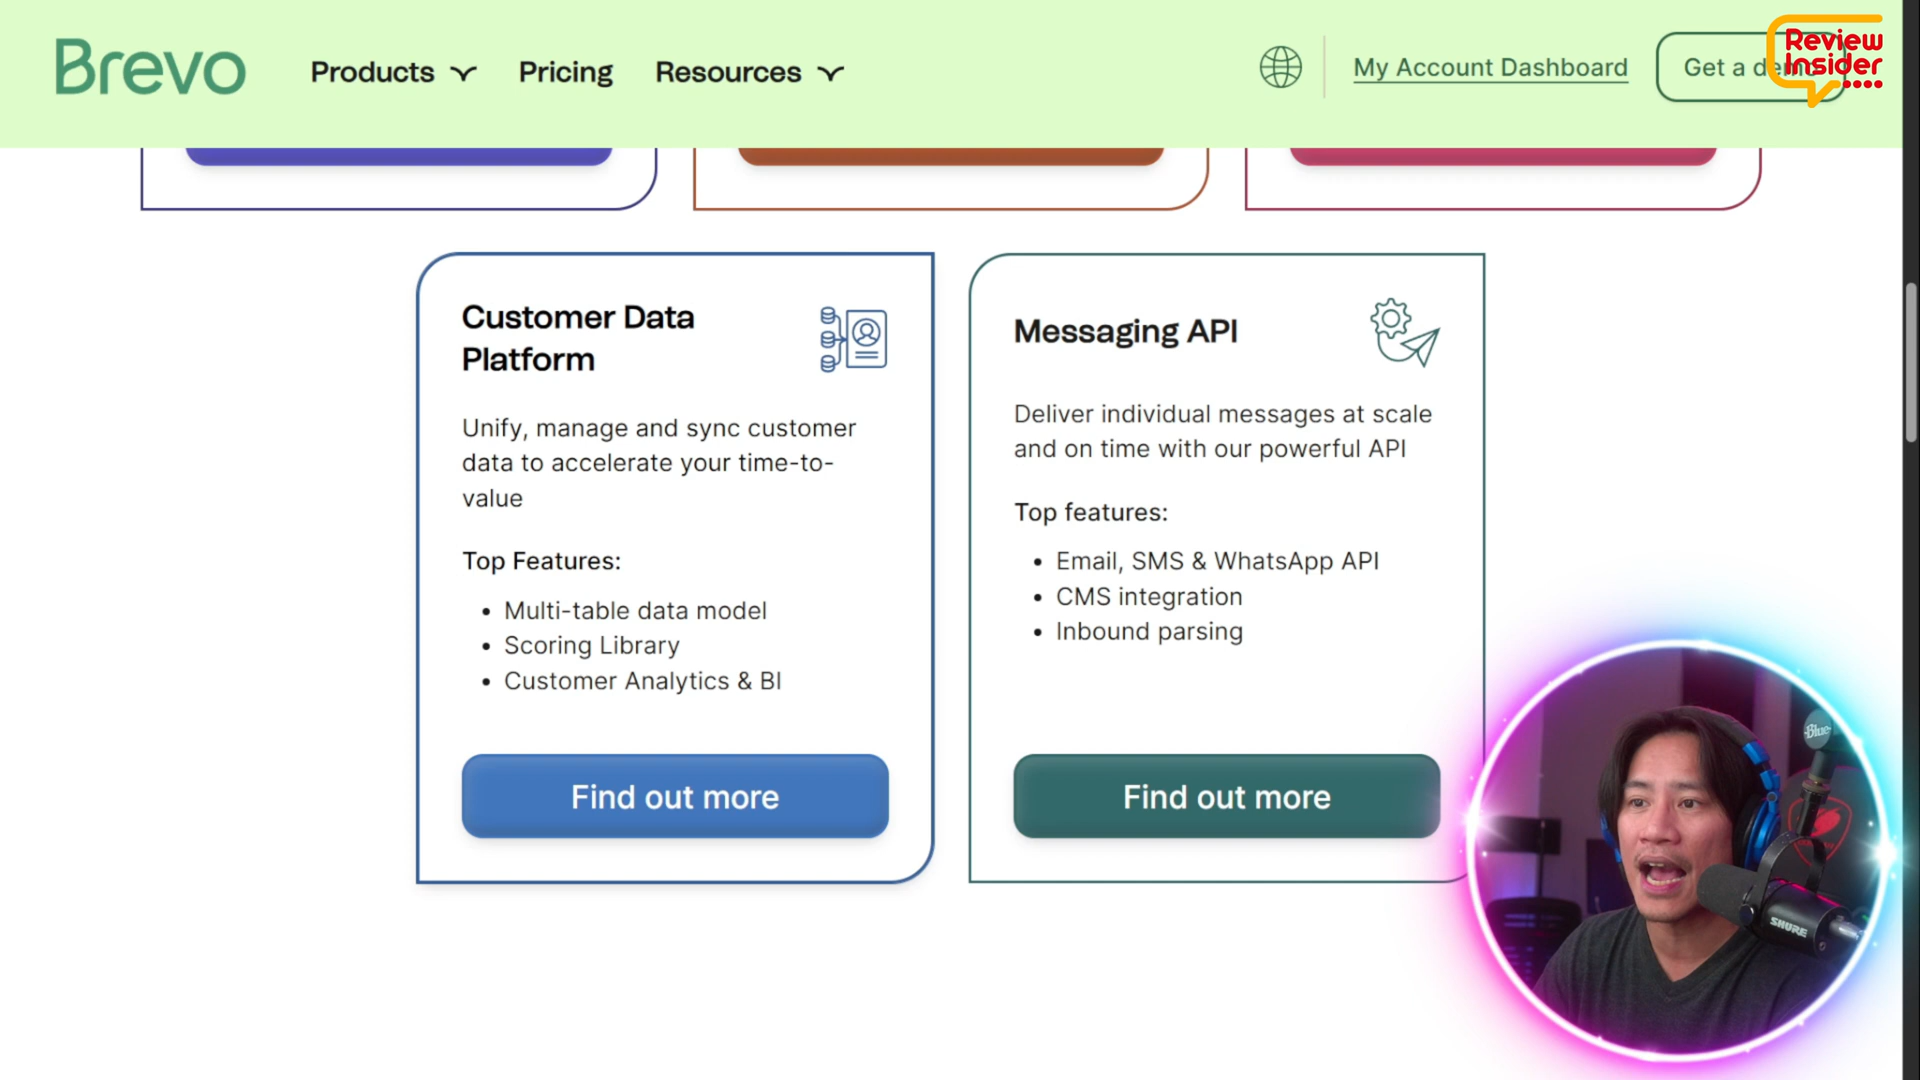 Brevo
Products
Pricing
Resources
My Account Dashboard
Get a demo
Review
Insider
Customer Data
Platform
Unify, manage and sync customer
data to accelerate your time-to-
value
Top Features:
Multi-table data model
Scoring Library
Customer Analytics & BI
Find out more
Messaging API
Deliver individual messages at scale
and on time with our powerful API
Top features:
Email, SMS & WhatsApp API
CMS integration
Inbound parsing
Find out more
Blue
SHURE